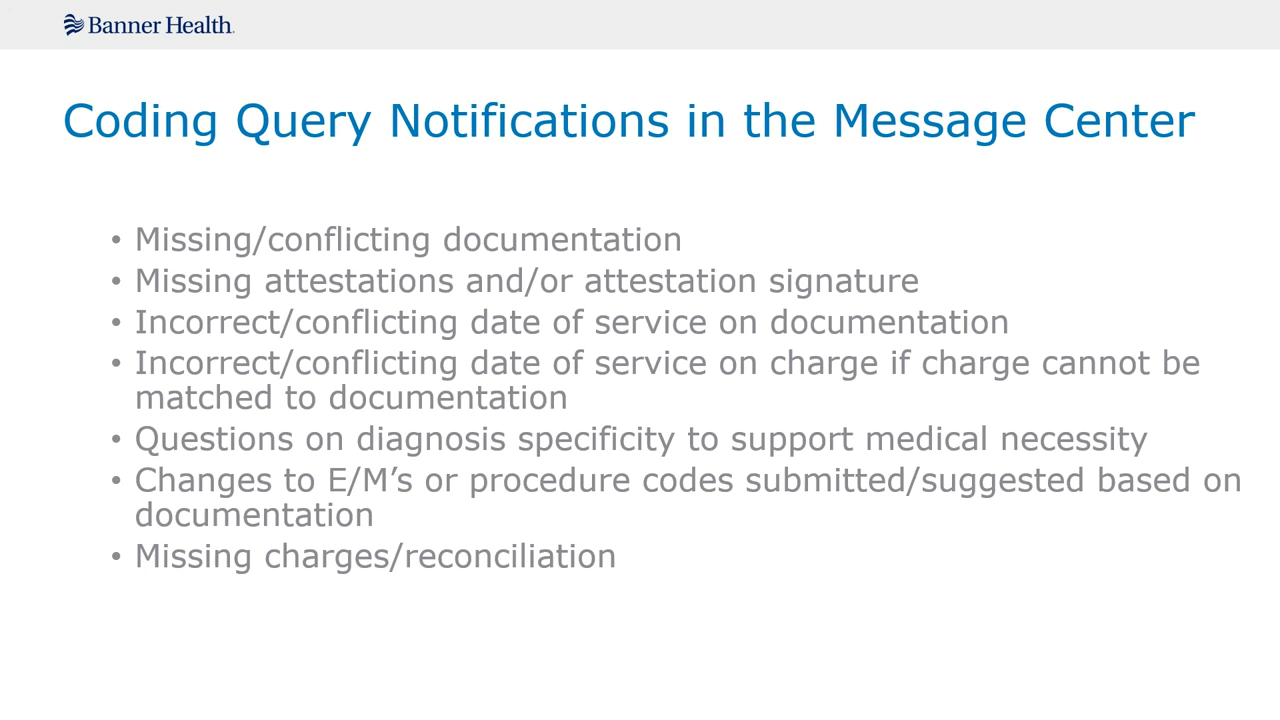 Banner Health
Coding Query Notifications in the Message Center
• Missing/conflicting documentation
• Missing attestations and/or attestation signature
• Incorrect/conflicting date of service on documentation
• Incorrect/conflicting date of service on charge if charge cannot be
matched to documentation
• Questions on diagnosis specificity to support medical necessity
• Changes to E/M’s or procedure codes submitted/suggested based on
documentation
• Missing charges/reconciliation